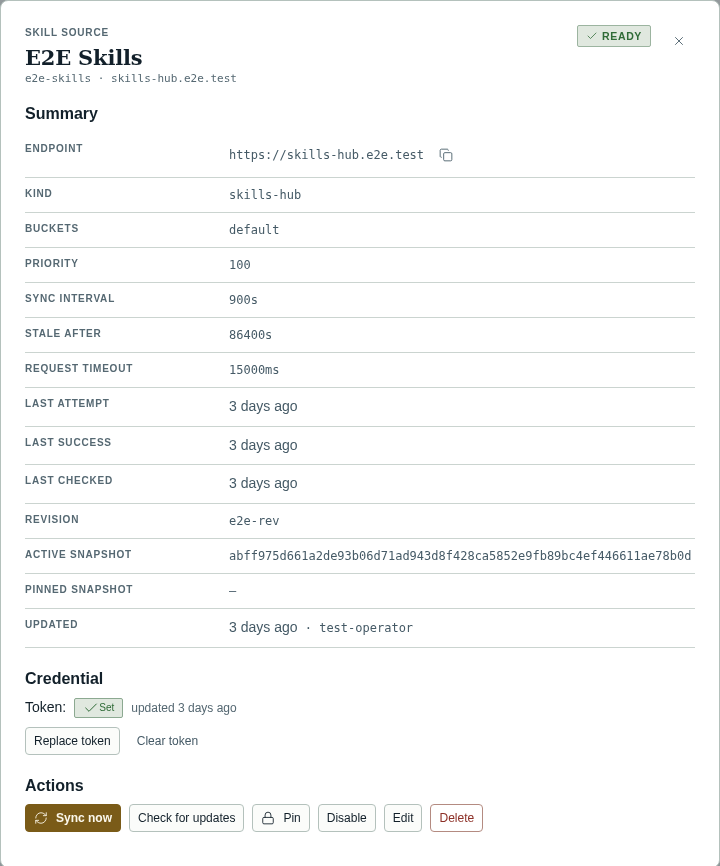 SKILL SOURCE
READY
E2E Skills
e2e-skills · skills-hub.e2e.test
Summary
ENDPOINT https://skills-hub.e2e.test
KIND skills-hub
BUCKETS default
PRIORITY 100
SYNC INTERVAL 900s
STALE AFTER 86400s
REQUEST TIMEOUT 15000ms
LAST ATTEMPT 3 days ago
LAST SUCCESS 3 days ago
LAST CHECKED 3 days ago
REVISION e2e-rev
ACTIVE SNAPSHOT abff975d661a2de93b06d71ad943d8f428ca5852e9fb89bc4ef446611ae78b0d
PINNED SNAPSHOT —
UPDATED 3 days ago · test-operator
Credential
Token: Set updated 3 days ago
Replace token Clear token
Actions
Sync now Check for updates Pin Disable Edit Delete